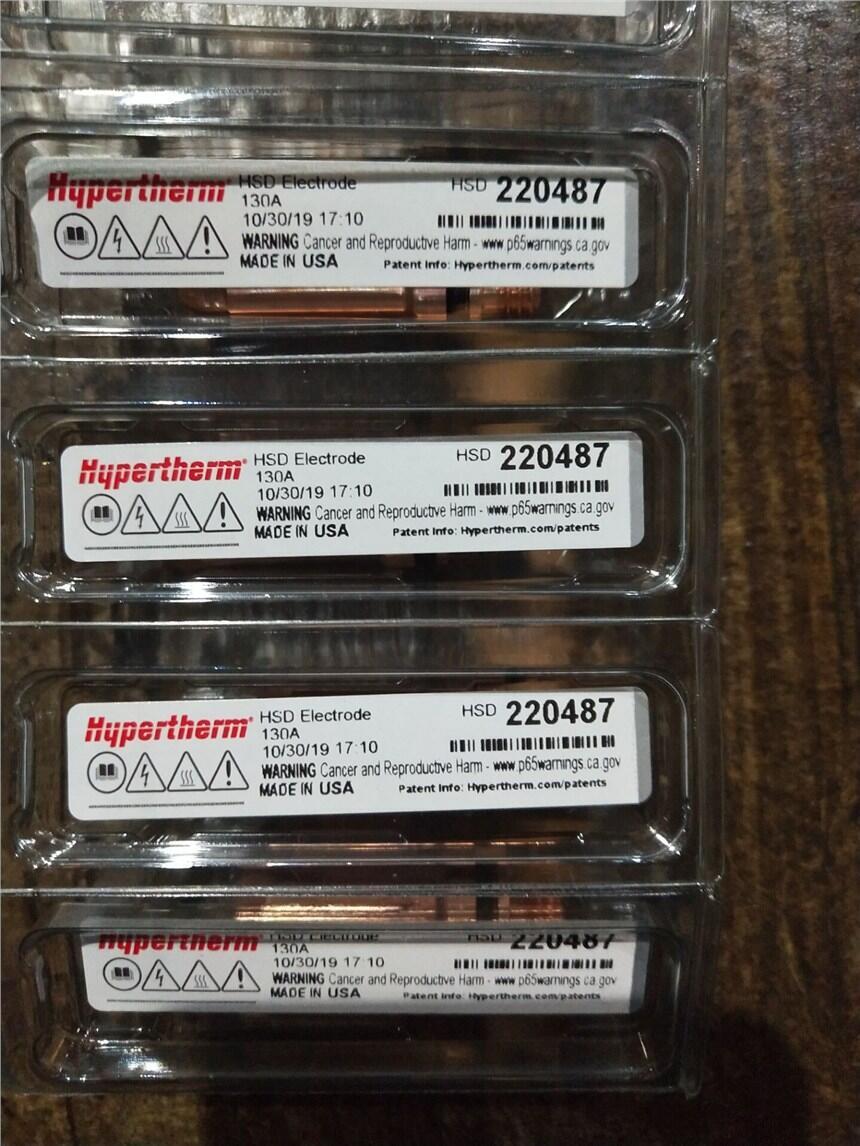 Hypertherm® HSD Electrode HSD 220487
130A
10/30/19 17:10
WARNING Cancer and Reproductive Harm - www.p65warnings.ca.gov
MADE IN USA Patent Info: Hypertherm.com/patents
Hypertherm® HSD Electrode HSD 220487
130A
10/30/19 17:10
WARNING Cancer and Reproductive Harm - www.p65warnings.ca.gov
MADE IN USA Patent Info: Hypertherm.com/patents
Hypertherm® HSD Electrode HSD 220487
130A
10/30/19 17:10
WARNING Cancer and Reproductive Harm - www.p65warnings.ca.gov
MADE IN USA Patent Info: Hypertherm.com/patents
Hypertherm HSD Electrode HSD 220487
130A
10/30/19 17 10
WARNING Cancer and Reproductive Harm - www.p65warnings.ca.gov
MADE IN USA Patent Info: Hypertherm.com/patents